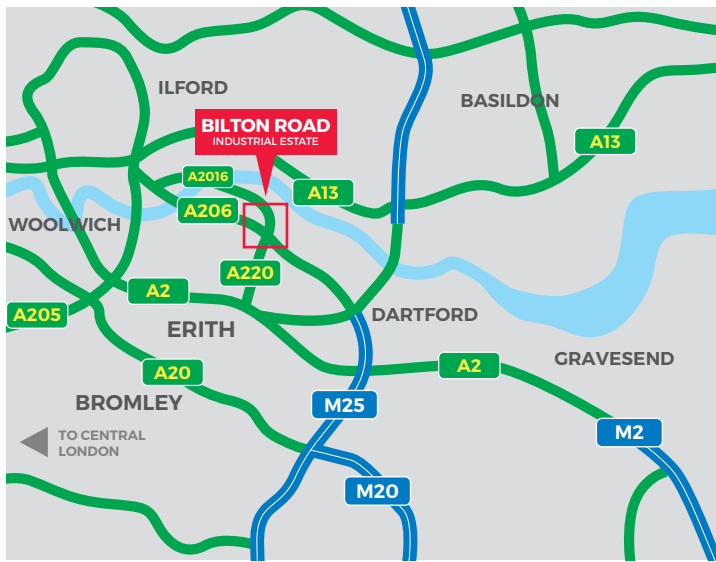 ILFORD
BASILDON
BILTON ROAD
INDUSTRIAL ESTATE
A13
A2016
A13
A206
WOOLWICH
A220
A2
A205
DARTFORD
ERITH
GRAVESEND
A2
A20
BROMLEY
M25
M2
TO CENTRAL
LONDON
M20